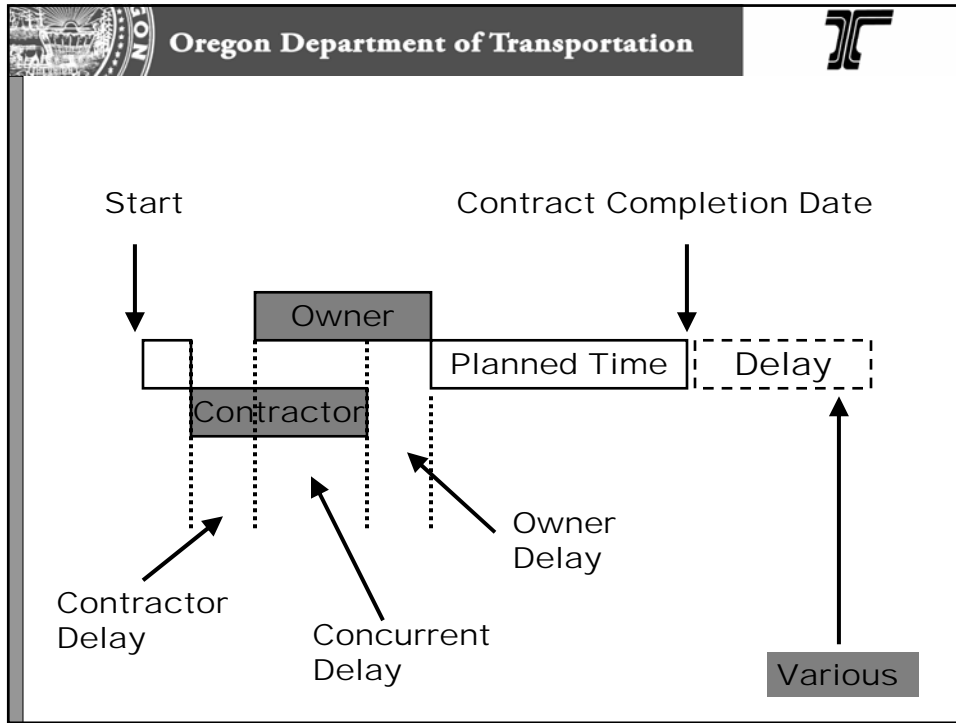 GON
Oregon Department of Transportation
Start
Contract Completion Date
Owner
Planned Time
Delay
Contractor
Owner
Delay
Contractor
Delay
Concurrent
Delay
Various